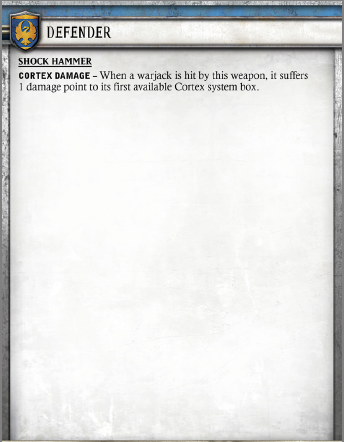 DEFENDER
SHOCK HAMMER
CORTEX DAMAGE – When a warjack is hit by this weapon, it suffers
1 damage point to its first available Cortex system box.